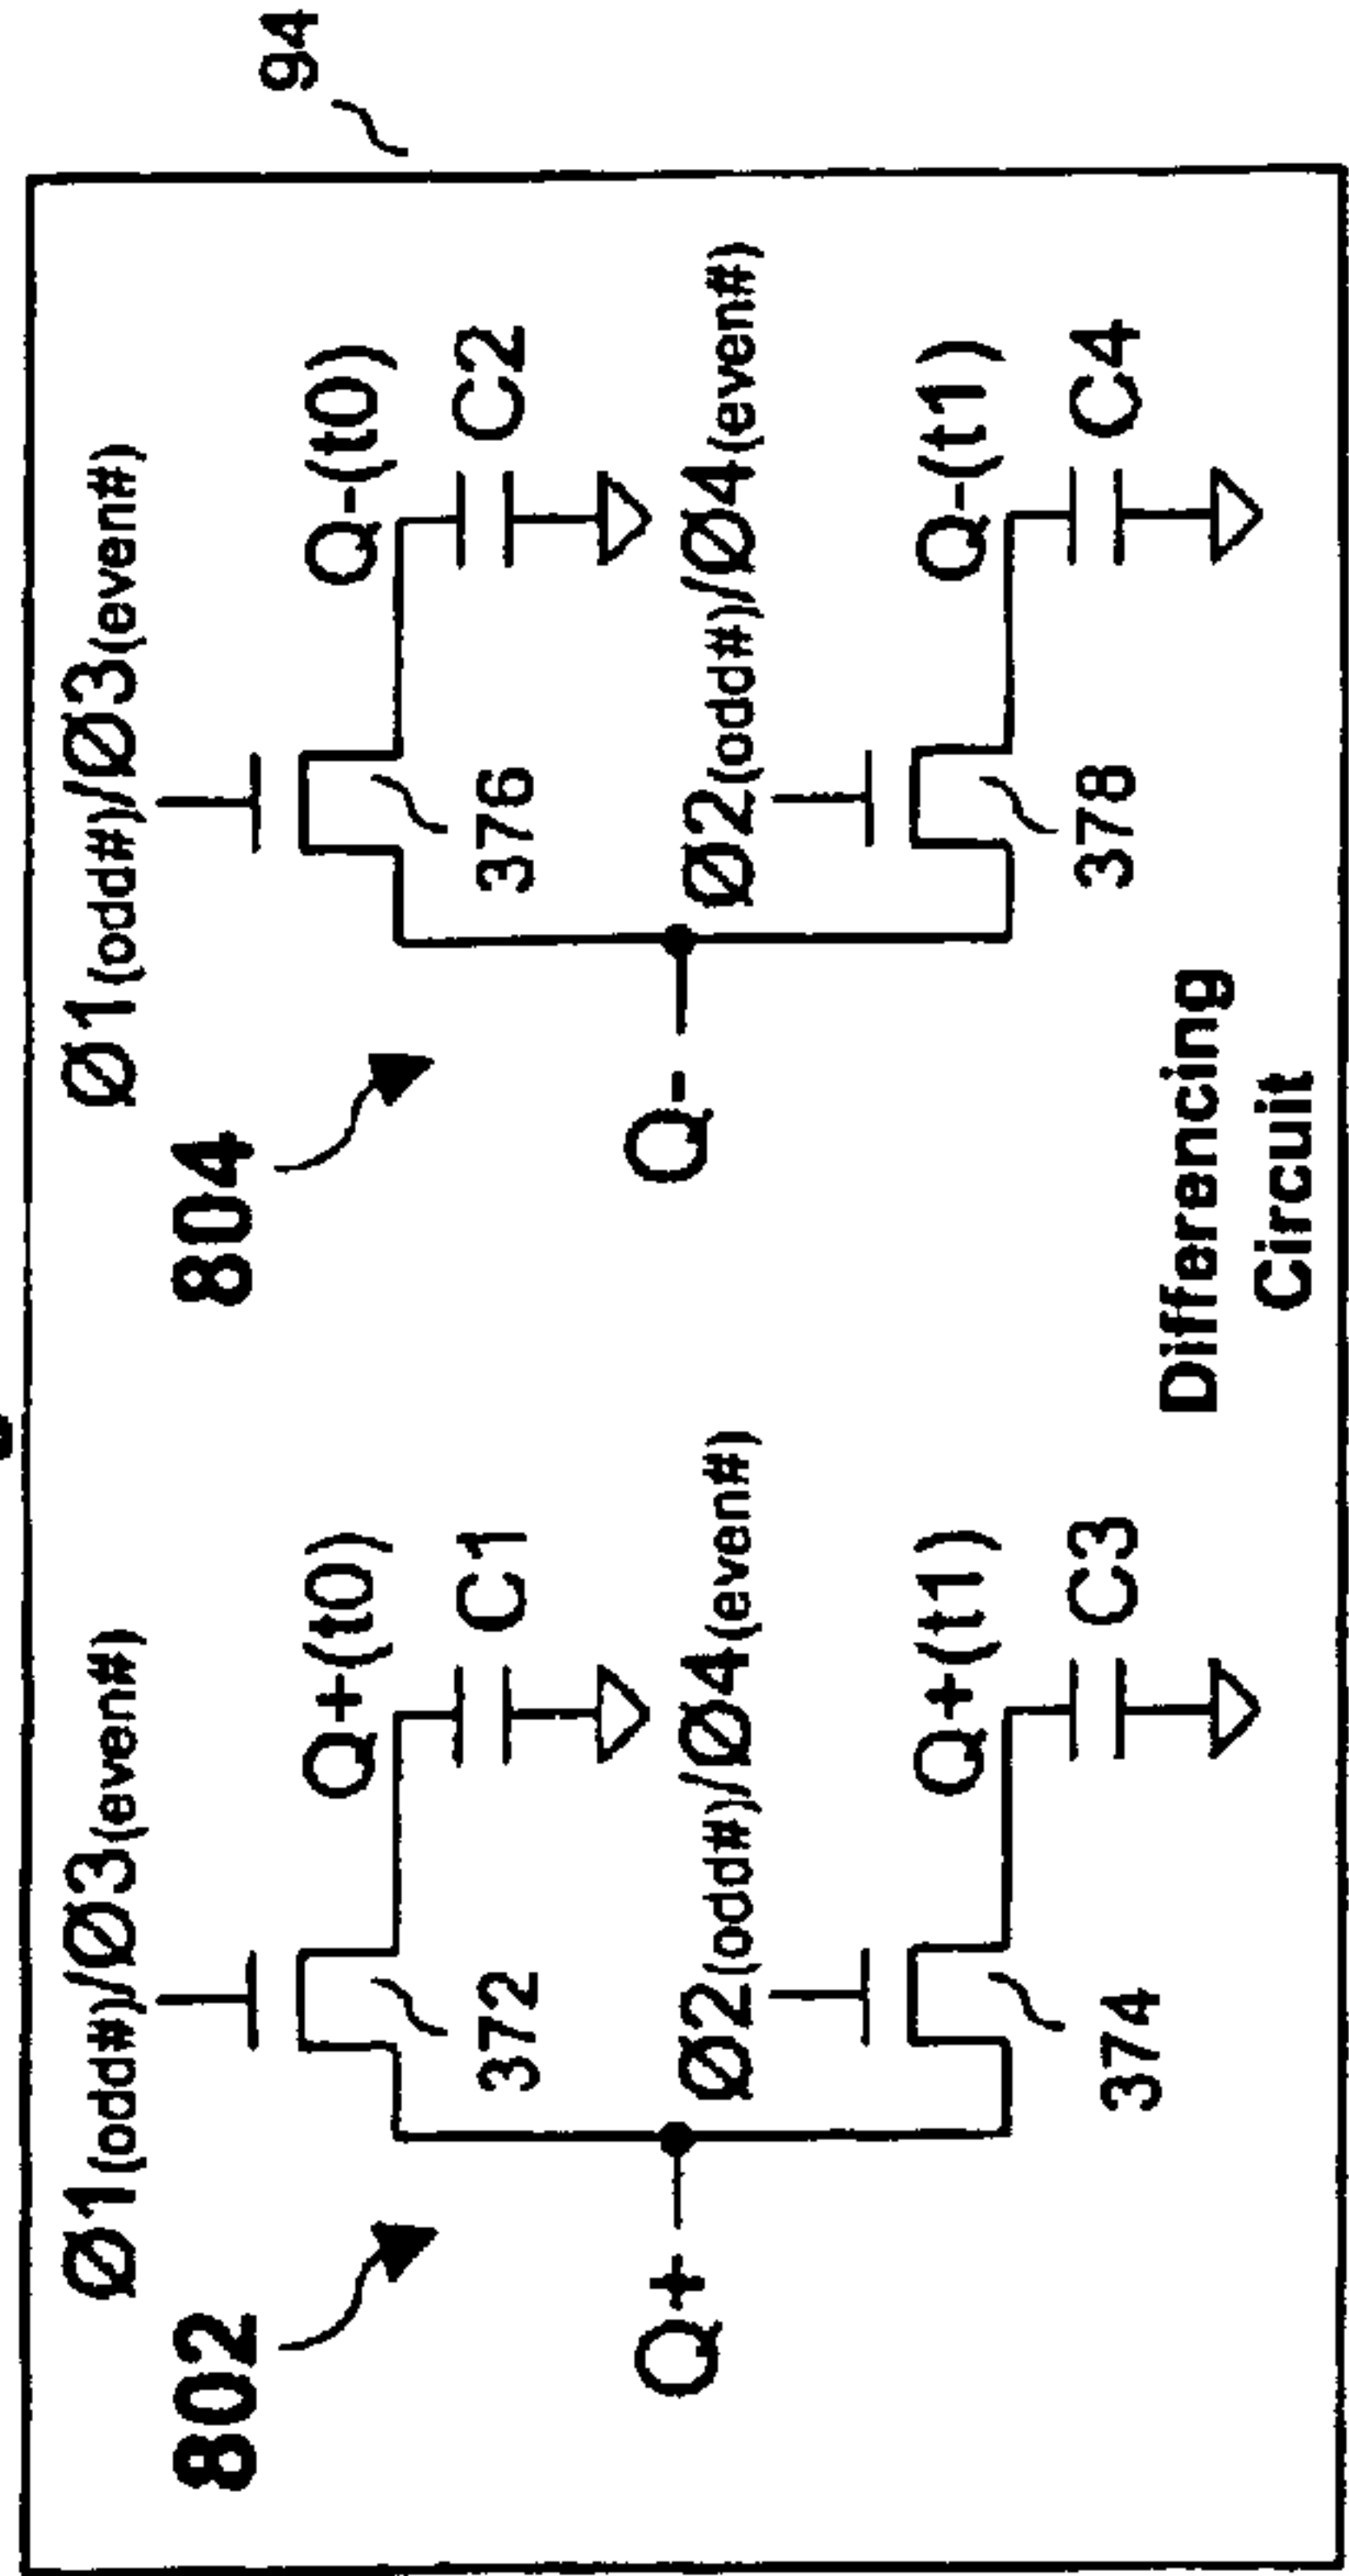 94
Ø1(odd#)/Ø3(even#)
Ø1(odd#)/Ø3(even#)
802
804
Q+(t0)
Q-(t0)
372
C1
376
C2
Ø2(odd#)/Ø4(even#)
Ø2(odd#)/Ø4(even#)
Q+
Q-
Q+(t1)
Q-(t1)
374
C3
378
C4
Differencing
Circuit